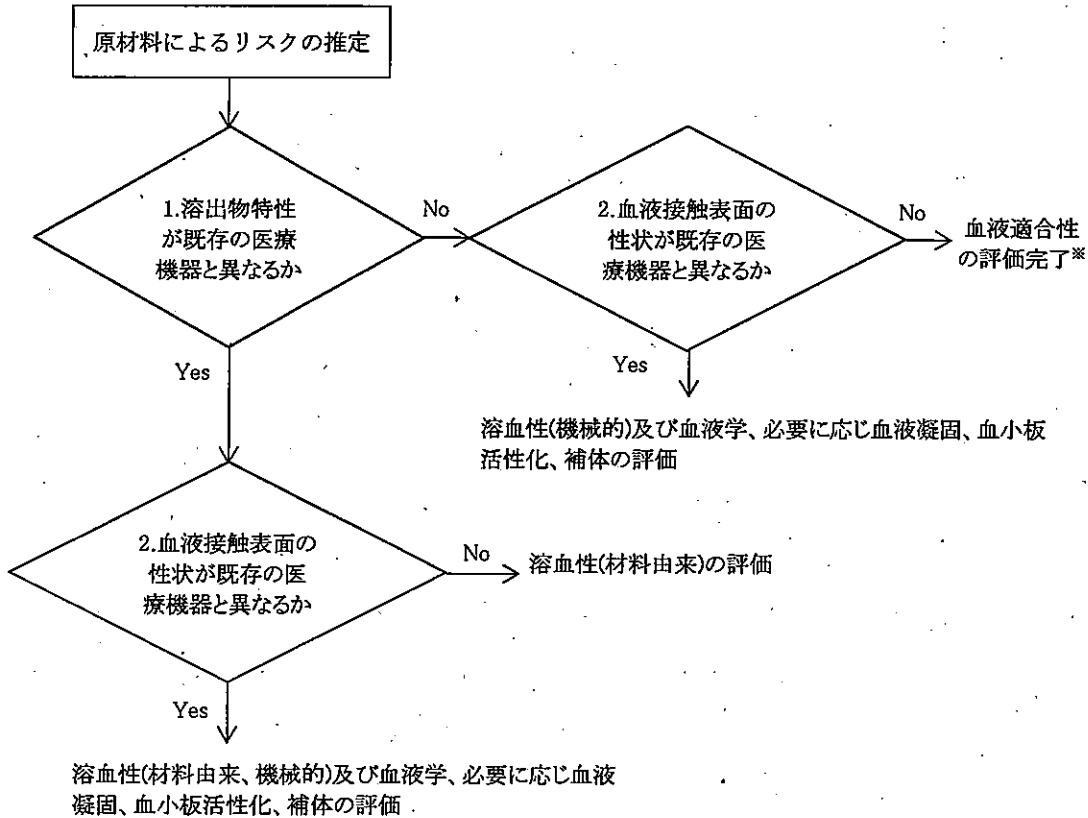 原材料によるリスクの推定
1.溶出物特性
が既存の医療
機器と異なるか
No
2.血液接触表面の
性状が既存の医
療機器と異なるか
No
血液適合性
の評価完了※
Yes
Yes
溶血性(機械的)及び血液学、必要に応じ血液凝固、血小板
活性化、補体の評価
2.血液接触表面の
性状が既存の医
療機器と異なるか
No
溶血性(材料由来)の評価
Yes
溶血性(材料由来、機械的)及び血液学、必要に応じ血液
凝固、血小板活性化、補体の評価